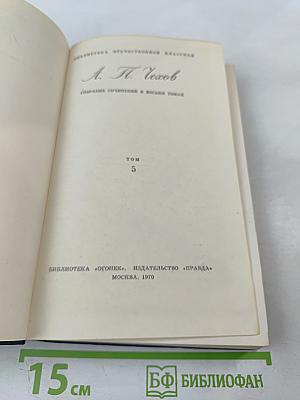 БИБЛИОТЕКА ОТЕЧЕСТВЕННОЙ КЛАССИКИ
А. П. Чехов
СОБРАНИЕ СОЧИНЕНИЙ В ВОСЬМИ ТОМАХ
ТОМ
5
БИБЛИОТЕКА «ОГОНЕК». ИЗДАТЕЛЬСТВО «ПРАВДА»
МОСКВА. 1970
15 см
БФ БИБЛИОФАН